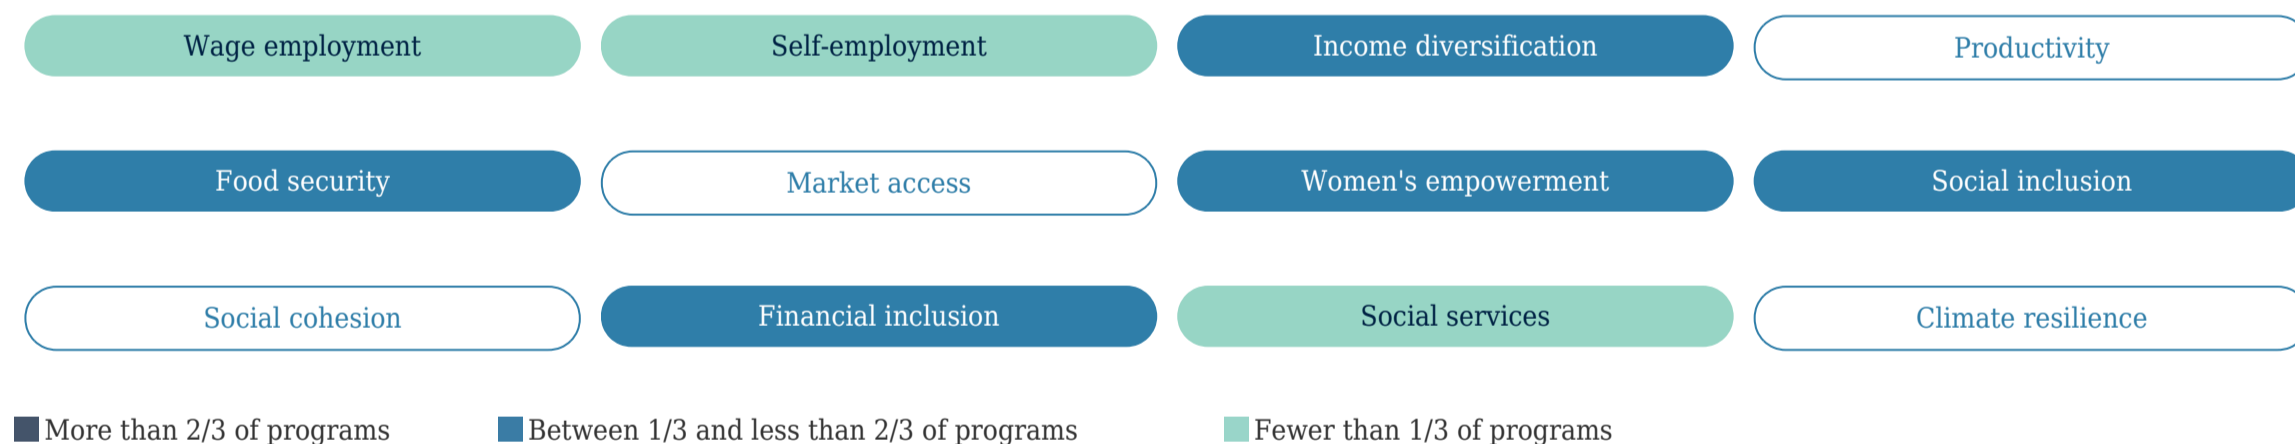 Wage employment
Self-employment
Income diversification
Productivity
Food security
Market access
Women's empowerment
Social inclusion
Social cohesion
Financial inclusion
Social services
Climate resilience
More than 2/3 of programs
Between 1/3 and less than 2/3 of programs
Fewer than 1/3 of programs